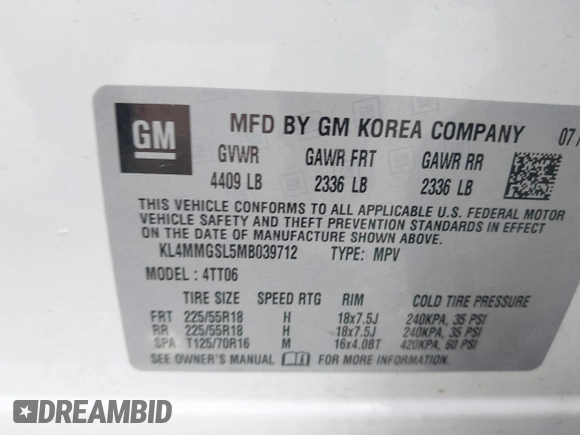 GM
MFD BY GM KOREA COMPANY 07/
GVWR GAWR FRT GAWR RR
4409 LB 2336 LB 2336 LB
THIS VEHICLE CONFORMS TO ALL APPLICABLE U.S. FEDERAL MOTOR
VEHICLE SAFETY AND THEFT PREVENTION STANDARDS IN EFFECT ON
THE DATE OF MANUFACTURE SHOWN ABOVE.
KL4MMGSL5MB039712 TYPE: MPV
MODEL: 4TT06
TIRE SIZE SPEED RTG RIM COLD TIRE PRESSURE
FRT 225/55R18 H 18x7.5J 240KPA, 35 PSI
RR 225/55R18 H 18x7.5J 240KPA, 35 PSI
SPA T125/70R16 M 16x4.0BT 420KPA, 60 PSI
SEE OWNER'S MANUAL FOR MORE INFORMATION.
DREAMBID